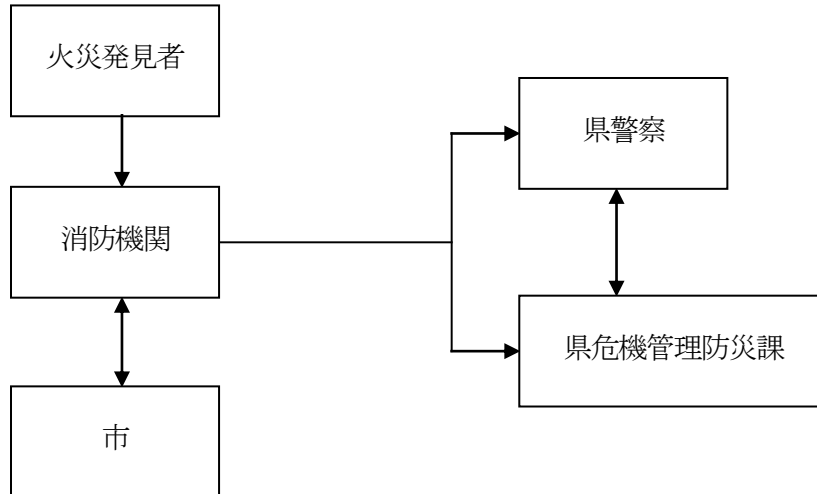 火災発見者
県警察
消防機関
県危機管理防災課
市